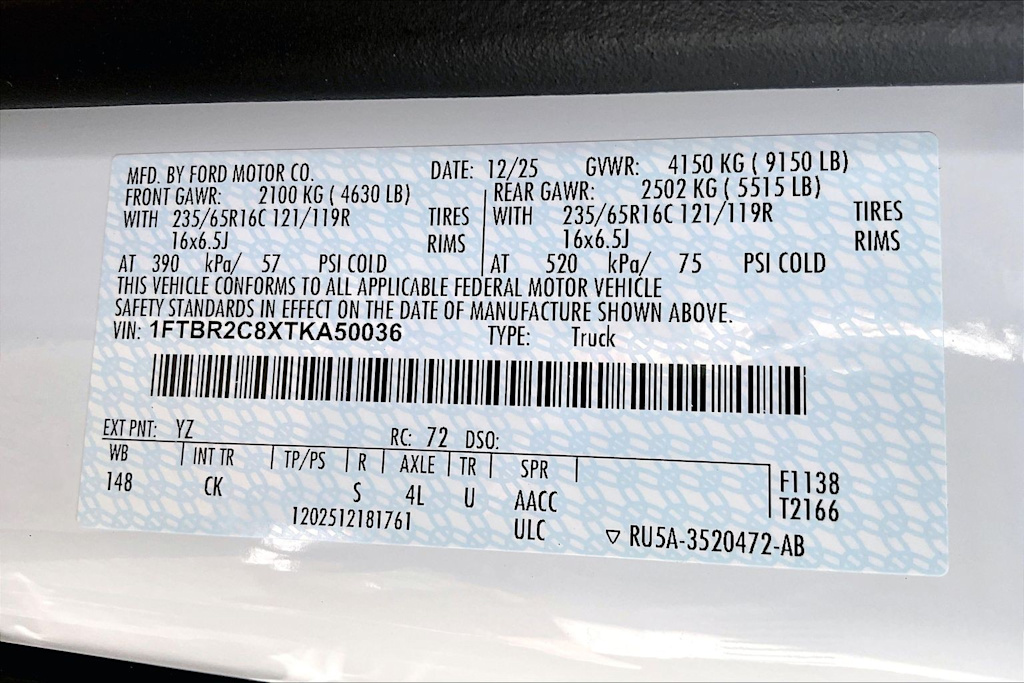 MFD. BY FORD MOTOR CO. DATE: 12/25 GVWR: 4150 KG ( 9150 LB)
FRONT GAWR: 2100 KG ( 4630 LB) REAR GAWR: 2502 KG ( 5515 LB)
WITH 235/65R16C 121/119R TIRES WITH 235/65R16C 121/119R TIRES
16x6.5J RIMS 16x6.5J RIMS
AT 390 kPa/ 57 PSI COLD AT 520 kPa/ 75 PSI COLD
THIS VEHICLE CONFORMS TO ALL APPLICABLE FEDERAL MOTOR VEHICLE
SAFETY STANDARDS IN EFFECT ON THE DATE OF MANUFACTURE SHOWN ABOVE.
VIN: 1FTBR2C8XTKA50036 TYPE: Truck
EXT PNT: YZ RC: 72 DSO:
WB INT TR TP/PS R AXLE TR SPR F1138
148 CK S 4L U AACC T2166
1202512181761 ULC ▽ RU5A-3520472-AB